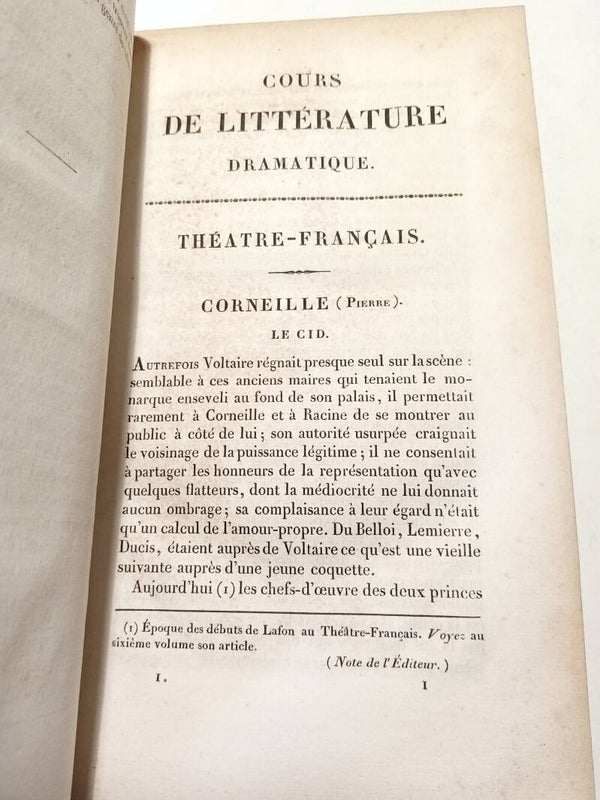 COURS
DE LITTÉRATURE
DRAMATIQUE.
THÉATRE-FRANÇAIS.
CORNEILLE (PIERRE).
LE CID.
AUTREFOIS Voltaire régnait presque seul sur la scène :
semblable à ces anciens maires qui tenaient le mo-
narque enseveli au fond de son palais, il permettait
rarement à Corneille et à Racine de se montrer au
public à côté de lui ; son autorité usurpée craignait
le voisinage de la puissance légitime ; il ne consentait
à partager les honneurs de la représentation qu'avec
quelques flatteurs, dont la médiocrité ne lui donnait
aucun ombrage ; sa complaisance à leur égard n'était
qu'un calcul de l'amour-propre. Du Belloi, Lemierre,
Ducis, étaient auprès de Voltaire ce qu'est une vieille
suivante auprès d'une jeune coquette.
Aujourd'hui (1) les chefs-d'œuvre des deux princes
(1) Époque des débuts de Lafon au Théâtre-Français. Voyez au
sixième volume son article.
(Note de l'Éditeur.)
I. 1